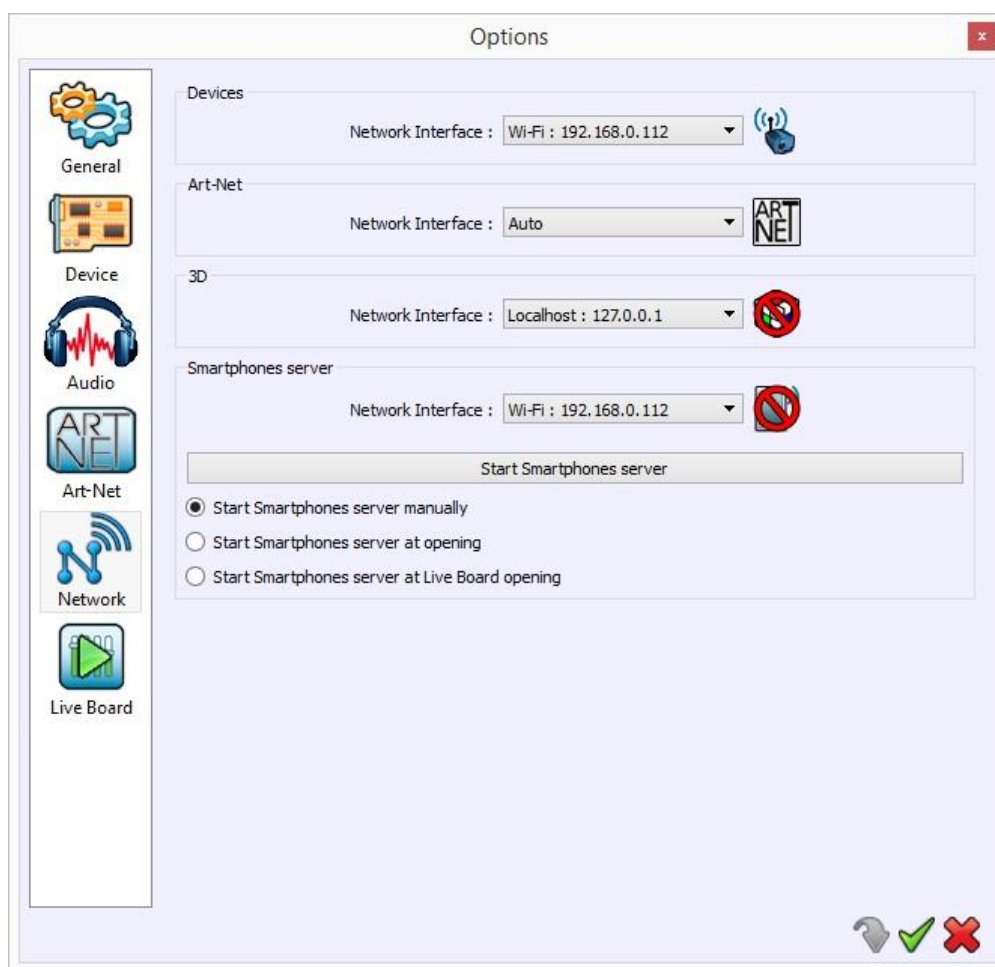 Options
x
General
Device
Audio
ART
NET
Art-Net
Network
Live Board
Devices
Network Interface : Wi-Fi : 192.168.0.112
Art-Net
Network Interface : Auto
ART
NET
3D
Network Interface : Localhost : 127.0.0.1
Smartphones server
Network Interface : Wi-Fi : 192.168.0.112
Start Smartphones server
Start Smartphones server manually
Start Smartphones server at opening
Start Smartphones server at Live Board opening